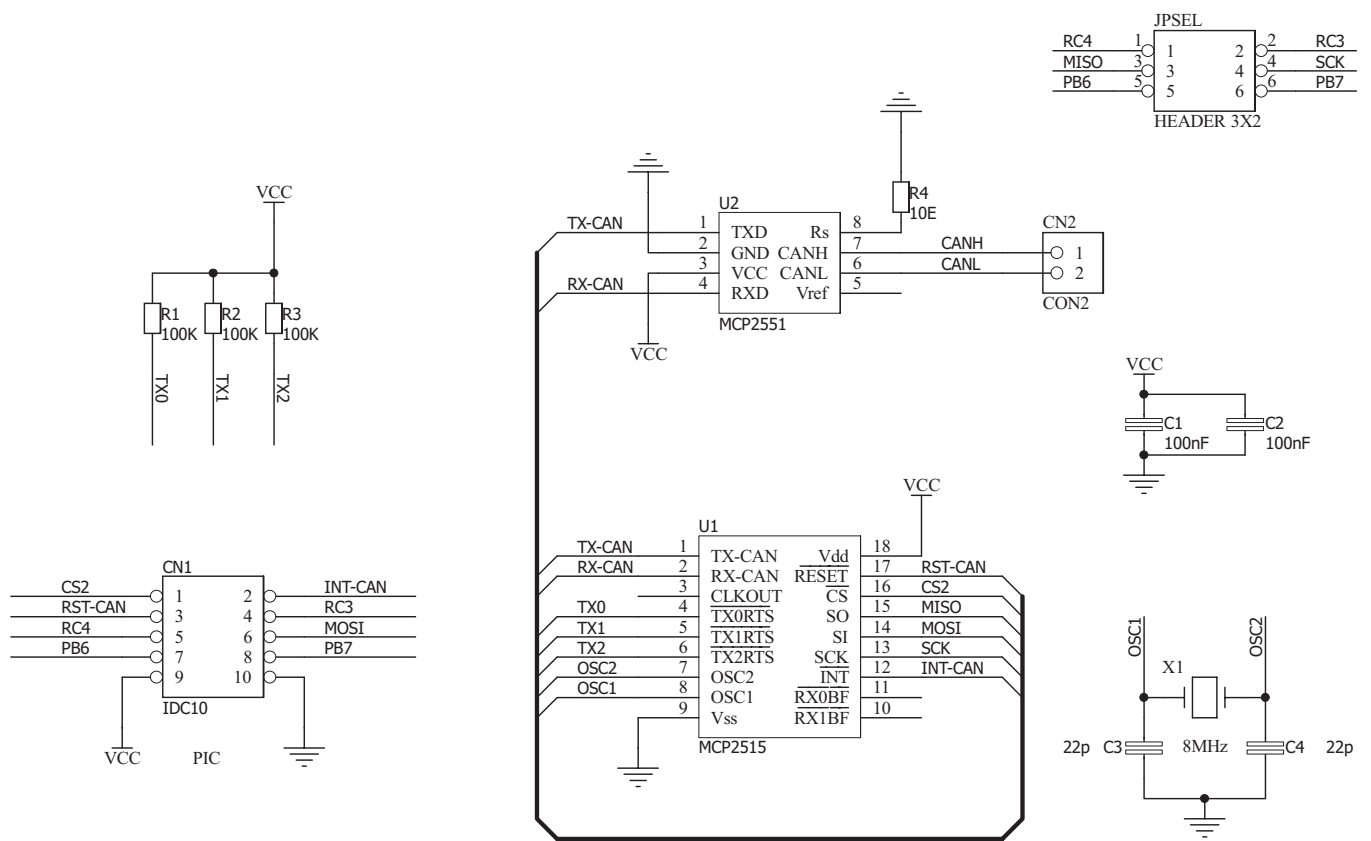 JPSEL
RC4 1 1 2 2 RC3
MISO 3 3 4 4 SCK
PB6 5 5 6 6 PB7
HEADER 3X2
VCC
R1
100K
R2
100K
R3
100K
TX0
TX1
TX2
R4
10E
U2
TX-CAN 1 TXD Rs 8
2 GND CANH 7 CANH
3 VCC CANL 6 CANL
RX-CAN 4 RXD Vref 5
MCP2551
VCC
CN2
1
2
CON2
VCC
C1
100nF
C2
100nF
CN1
CS2 1 2 INT-CAN
RST-CAN 3 4 RC3
RC4 5 6 MOSI
PB6 7 8 PB7
9 10
IDC10
VCC
PIC
VCC
U1
TX-CAN 1 TX-CAN Vdd 18
RX-CAN 2 RX-CAN RESET 17 RST-CAN
3 CLKOUT CS 16 CS2
TX0 4 TX0RTS SO 15 MISO
TX1 5 TX1RTS SI 14 MOSI
TX2 6 TX2RTS SCK 13 SCK
OSC2 7 OSC2 INT 12 INT-CAN
OSC1 8 OSC1 RX0BF 11
9 Vss RX1BF 10
MCP2515
OSC1
OSC2
X1
22p C3 8MHz C4 22p